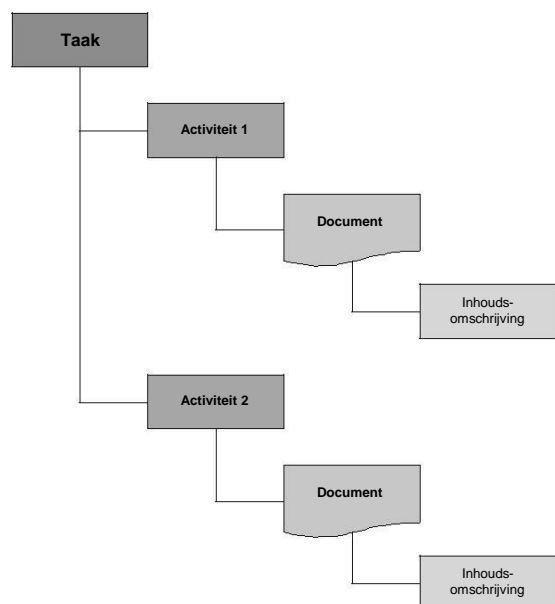 Taak
Activiteit 1
Document
Inhouds-
omschrijving
Activiteit 2
Document
Inhouds-
omschrijving